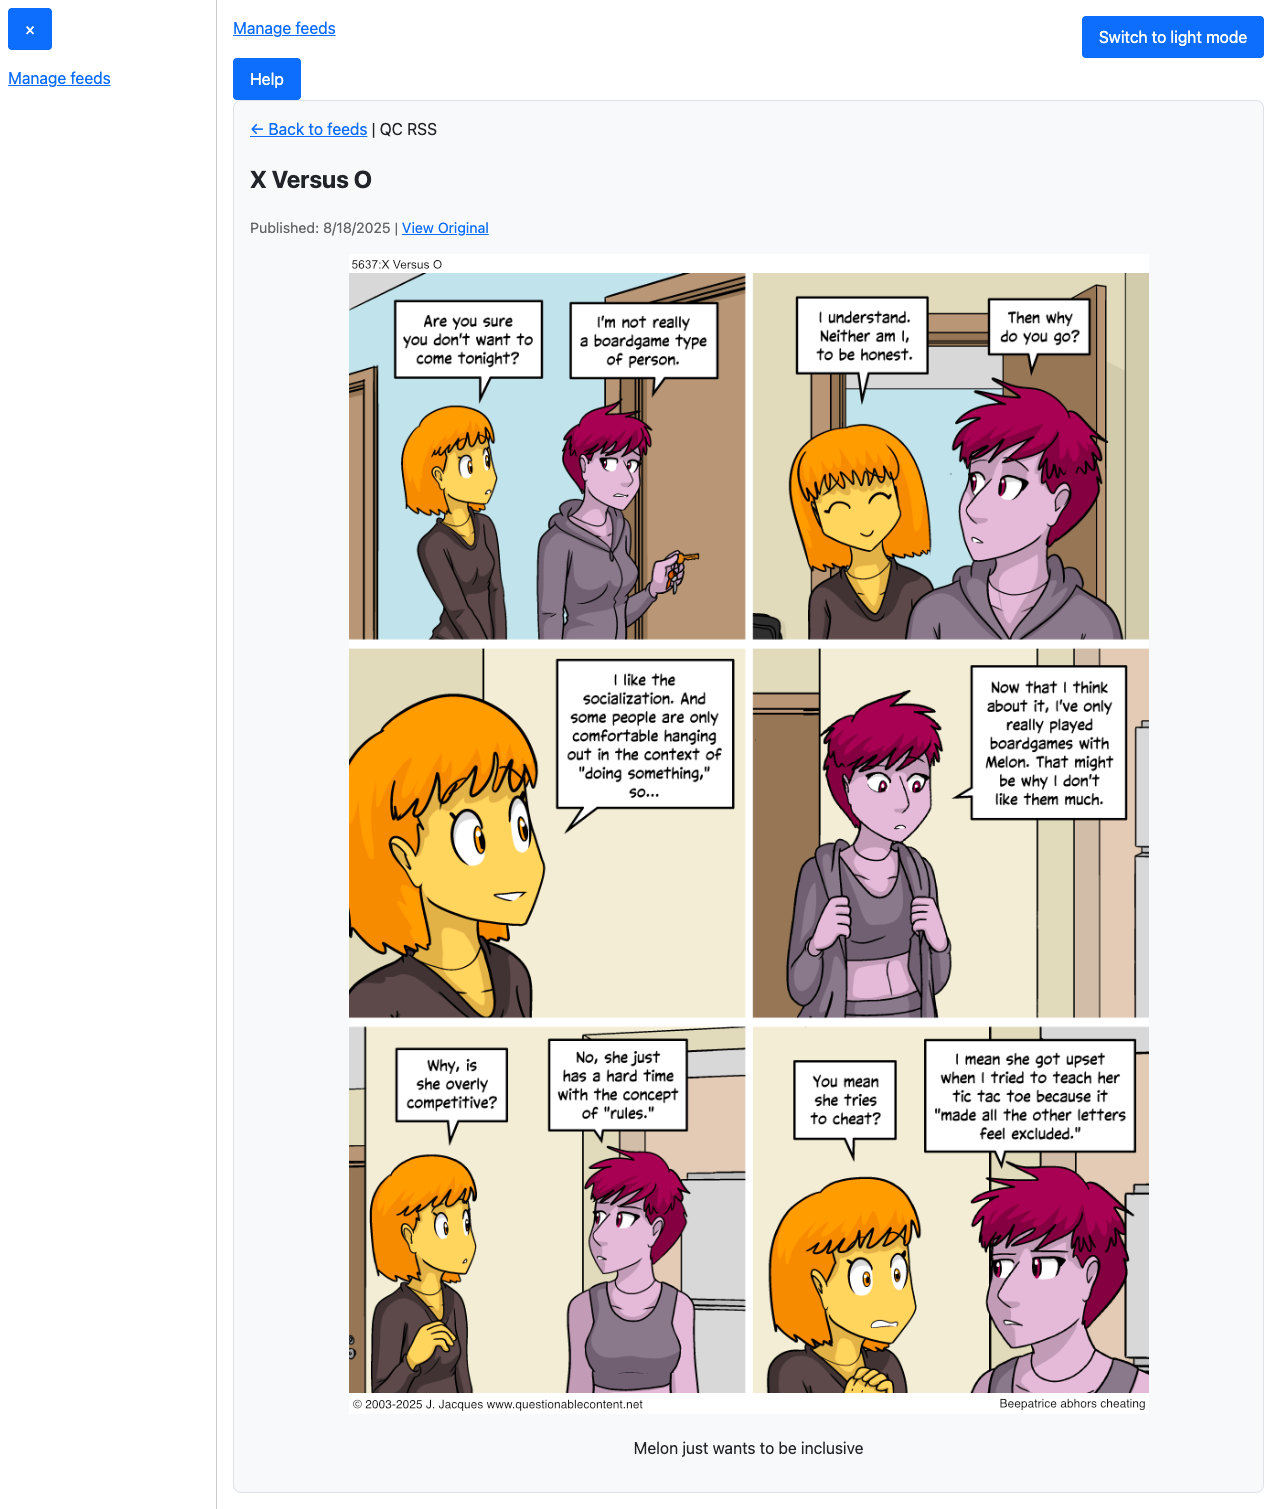 ×
Manage feeds
Manage feeds
Switch to light mode
Help
← Back to feeds | QC RSS
X Versus O
Published: 8/18/2025 | View Original
5637:X Versus O
Are you sure
you don't want to
come tonight?
I'm not really
a boardgame type
of person.
I understand.
Neither am I,
to be honest.
Then why
do you go?
I like the
socialization. And
some people are only
comfortable hanging
out in the context of
"doing something,"
so...
Now that I think
about it, I've only
really played
boardgames with
Melon. That might
be why I don't
like them much.
Why, is
she overly
competitive?
No, she just
has a hard time
with the concept
of "rules."
You mean
she tries
to cheat?
I mean she got upset
when I tried to teach her
tic tac toe because it
"made all the other letters
feel excluded."
© 2003-2025 J. Jacques www.questionablecontent.net
Beepatrice abhors cheating
Melon just wants to be inclusive